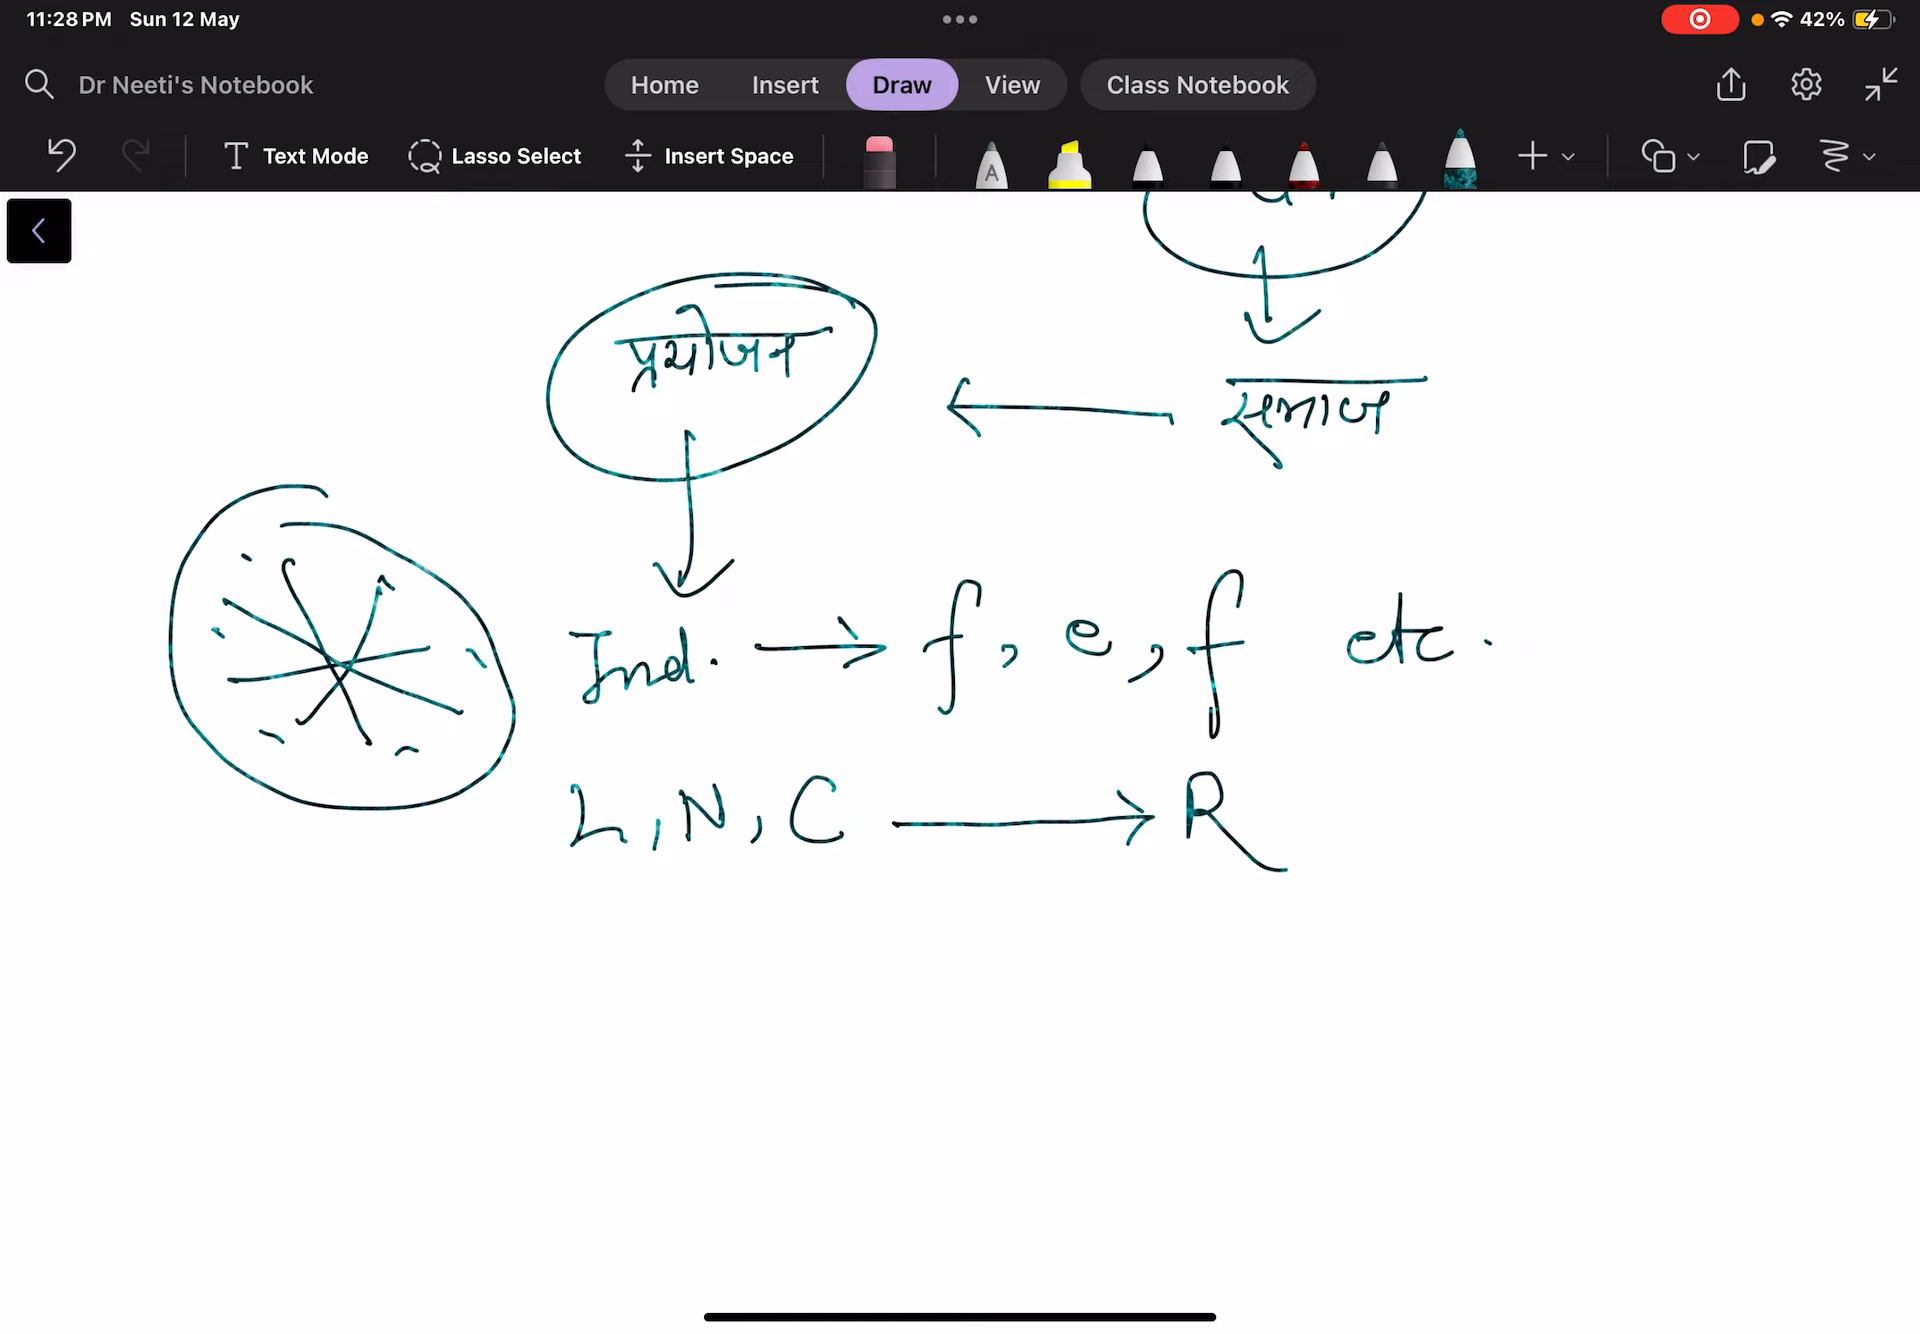 11:28 PM Sun 12 May 42%
Dr Neeti's Notebook Home Insert Draw View Class Notebook
Text Mode Lasso Select Insert Space A
प्रयोजन
समाज
Ind. → f, e, f etc.
L, N, C → R